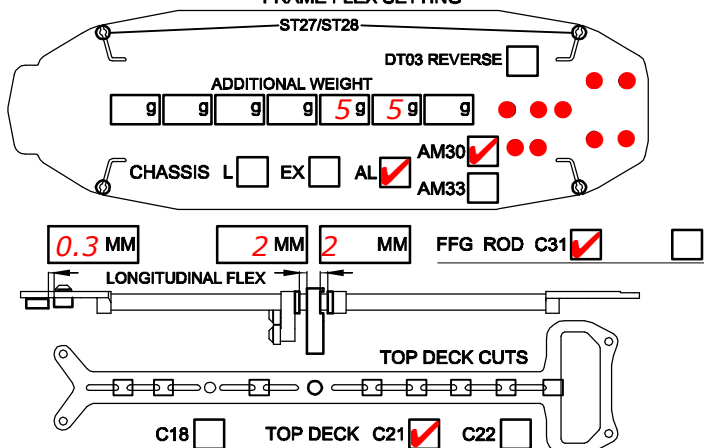 FRAME FLEX SETTING
ST27/ST28
DT03 REVERSE
ADDITIONAL WEIGHT
g g g g 5 g 5 g g
AM30
CHASSIS L EX AL
AM33
0.3 MM 2 MM 2 MM FFG ROD C31
LONGITUDINAL FLEX
TOP DECK CUTS
C18 TOP DECK C21 C22